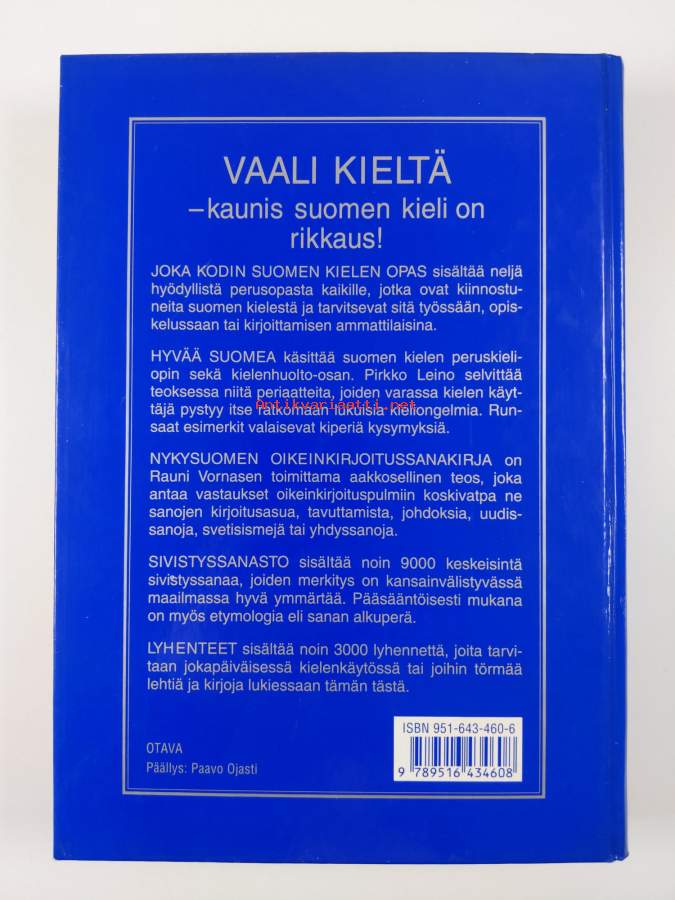 VAALI KIELTÄ
–kaunis suomen kieli on
rikkaus!
JOKA KODIN SUOMEN KIELEN OPAS sisältää neljä
hyödyllistä perusopasta kaikille, jotka ovat kiinnostu-
neita suomen kielestä ja tarvitsevat sitä työssään, opis-
kelussaan tai kirjoittamisen ammattilaisina.
HYVÄÄ SUOMEA käsittää suomen kielen peruskieli-
opin sekä kielenhuolto-osan. Pirkko Leino selvittää
teoksessa niitä periaatteita, joiden varassa kielen käyt-
täjä pystyy itse ratkomaan lukuisia kieliongelmia. Run-
Antikvariaetti.net
saat esimerkit valaisevat kiperiä kysymyksiä.
NYKYSUOMEN OIKEINKIRJOITUSSANAKIRJA on
Rauni Vornasen toimittama aakkosellinen teos, joka
antaa vastaukset oikeinkirjoituspulmiin koskivatpa ne
sanojen kirjoitusasua, tavuttamista, johdoksia, uudis-
sanoja, svetisismejä tai yhdyssanoja.
SIVISTYSSANASTO sisältää noin 9000 keskeisintä
sivistyssanaa, joiden merkitys on kansainvälistyvässä
maailmassa hyvä ymmärtää. Pääsääntöisesti mukana
on myös etymologia eli sanan alkuperä.
LYHENTEET sisältää noin 3000 lyhennettä, joita tarvi-
taan jokapäiväisessä kielenkäytössä tai joihin törmää
lehtiä ja kirjoja lukiessaan tämän tästä.
OTAVA
Päällys: Paavo Ojasti
ISBN 951-643-460-6
9 789516 434608